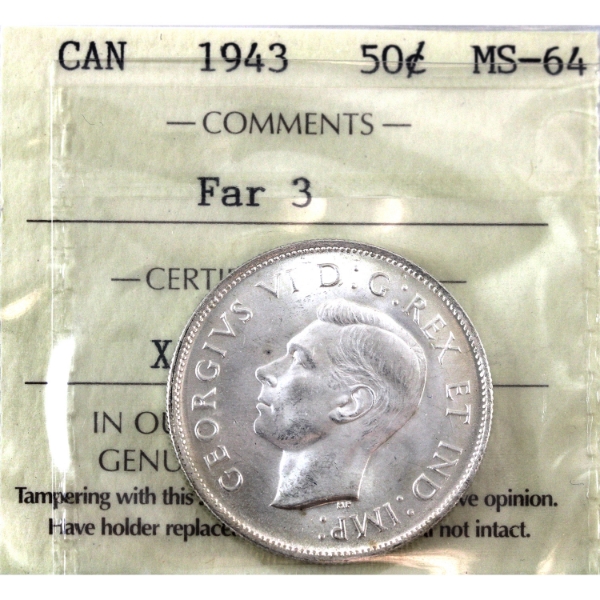 CAN 1943 50¢ MS-64
— COMMENTS —
Far 3
— CERTI
X
IN OU
GENU
Tampering with this ve opinion.
Have holder replace not intact.
GEORGIVS VI D:G:REX ET IND:IMP: